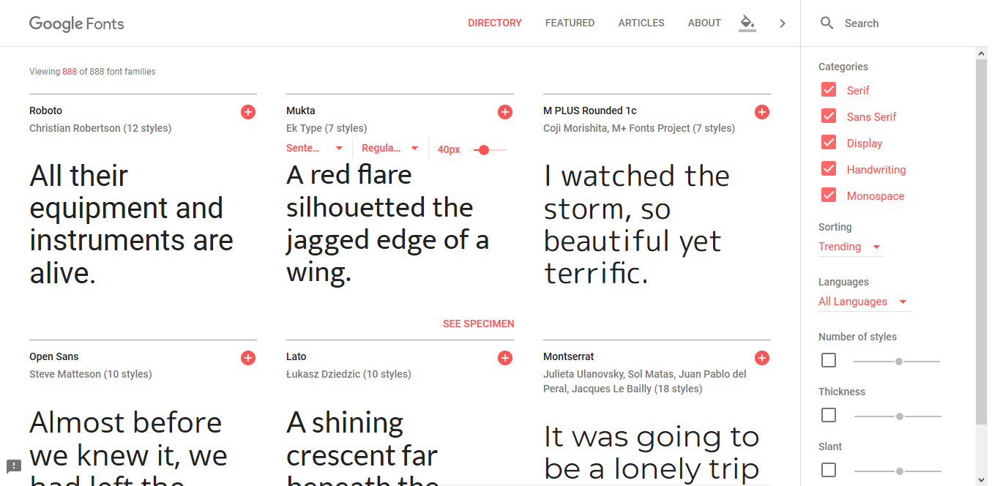 Google Fonts
DIRECTORY
FEATURED
ARTICLES
ABOUT
Search
Viewing 888 of 888 font families
Roboto
Christian Robertson (12 styles)
All their
equipment and
instruments are
alive.
Mukta
Ek Type (7 styles)
Sente...
Regula...
40px
A red flare
silhouetted the
jagged edge of a
wing.
SEE SPECIMEN
M PLUS Rounded 1c
Coji Morishita, M+ Fonts Project (7 styles)
I watched the
storm, so
beautiful yet
terrific.
Open Sans
Steve Matteson (10 styles)
Almost before
we knew it, we
had left the
Lato
Łukasz Dziedzic (10 styles)
A shining
crescent far
beneath the
Montserrat
Julieta Ulanovsky, Sol Matas, Juan Pablo del
Peral, Jacques Le Bailly (18 styles)
It was going to
be a lonely trip
Categories
Serif
Sans Serif
Display
Handwriting
Monospace
Sorting
Trending
Languages
All Languages
Number of styles
Thickness
Slant